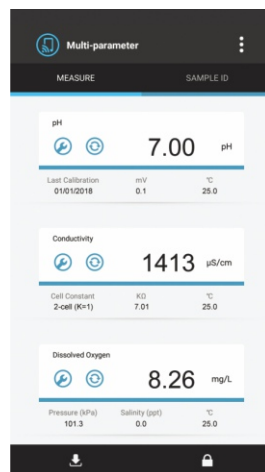 Multi-parameter
MEASURE SAMPLE ID
pH
7.00 pH
Last Calibration mV °C
01/01/2018 0.1 25.0
Conductivity
1413 µS/cm
Cell Constant KΩ °C
2-cell (K=1) 7.01 25.0
Dissolved Oxygen
8.26 mg/L
Pressure (kPa) Salinity (ppt) °C
101.3 0.0 25.0